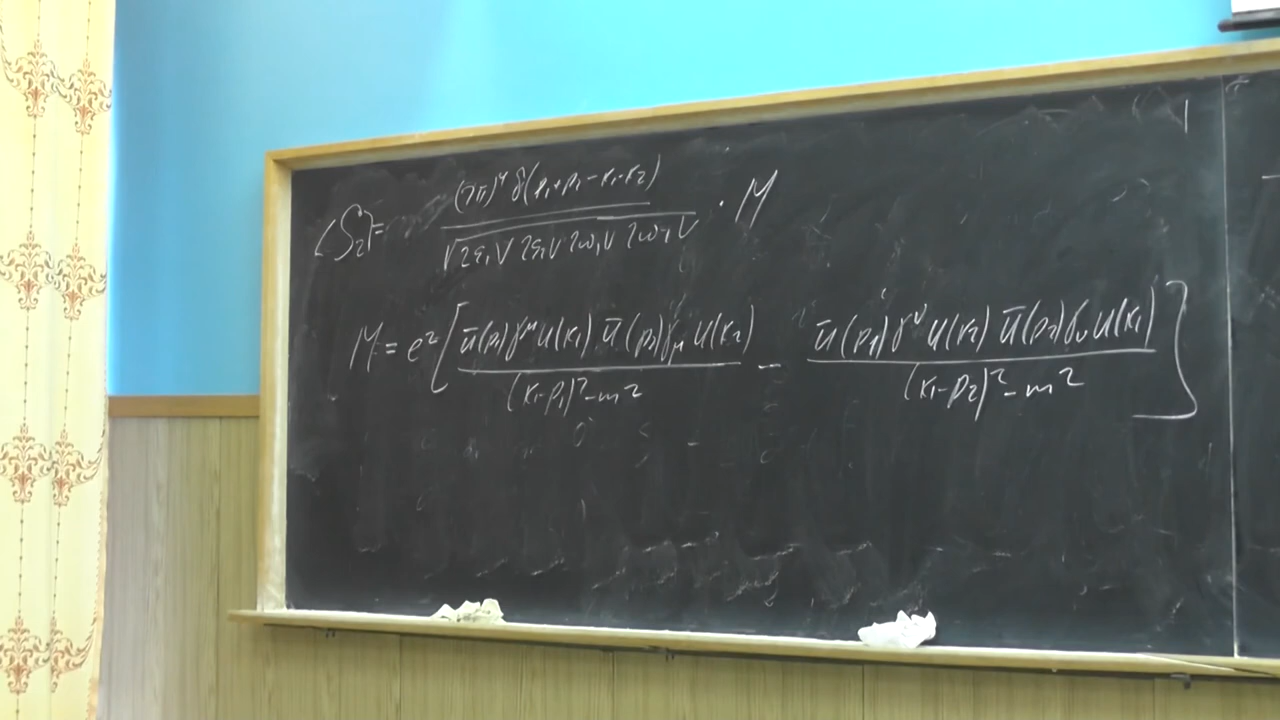 ⟨S₂⟩= (2π)⁴ δ(p₁+p₂-k₁-k₂) / √2ε₁V 2ε₂V 2ω₁V 2ω₂V · M
M = e² [ ū(p₁)γ^μ u(k₁) ū(p₂)γ_μ u(k₂) / (k₁-p₁)²-m² - ū(p₁)γ^ν u(k₂) ū(p₂)γ_ν u(k₁) / (k₁-p₂)²-m² ]